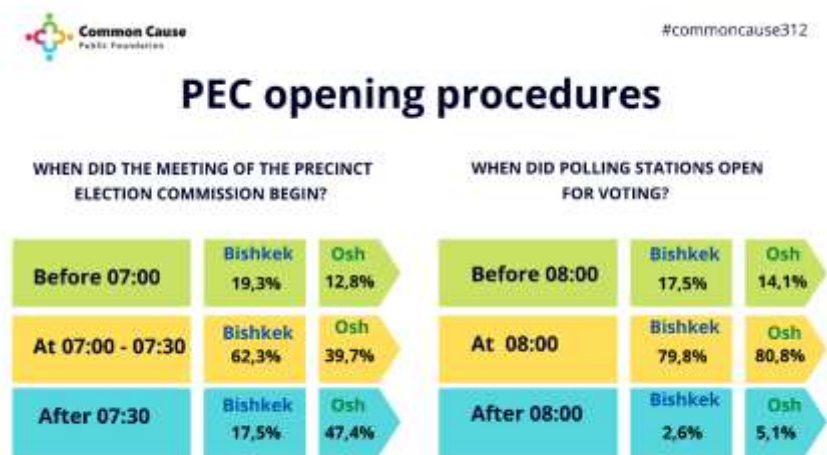 Common Cause
Public Foundation
#commoncause312
PEC opening procedures
WHEN DID THE MEETING OF THE PRECINCT
ELECTION COMMISSION BEGIN?
Before 07:00
Bishkek
19,3%
Osh
12,8%
At 07:00 - 07:30
Bishkek
62,3%
Osh
39,7%
After 07:30
Bishkek
17,5%
Osh
47,4%
WHEN DID POLLING STATIONS OPEN
FOR VOTING?
Before 08:00
Bishkek
17,5%
Osh
14,1%
At 08:00
Bishkek
79,8%
Osh
80,8%
After 08:00
Bishkek
2,6%
Osh
5,1%